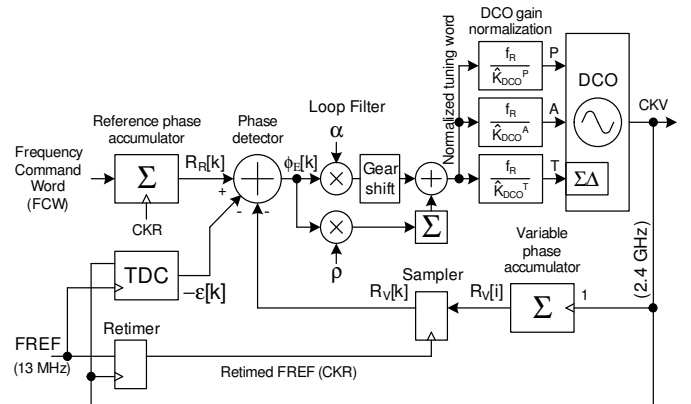 DCO gain
normalization
Normalized tuning word
f_R
K̂_DCO^P
P
f_R
K̂_DCO^A
A
f_R
K̂_DCO^T
T
DCO
ΣΔ
CKV
Loop Filter
α
Reference phase
accumulator
Phase
detector
Frequency
Command
Word
(FCW)
Σ
R_R[k]
+
-
-
+
ϕ_E[k]
×
Gear
shift
+
CKR
×
Σ
ρ
TDC
-ε[k]
Variable
phase
accumulator
Sampler
R_V[k]
R_V[i]
Σ
1
(2.4 GHz)
FREF
(13 MHz)
Retimer
Retimed FREF (CKR)